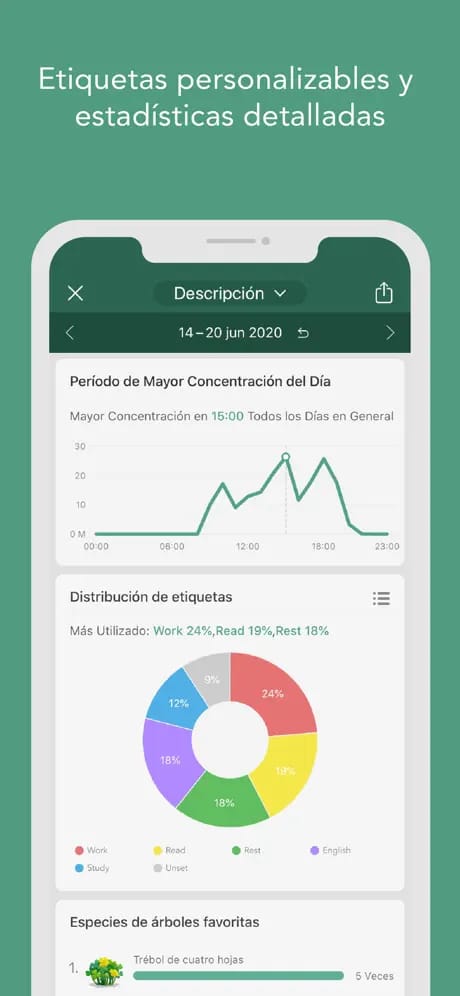 Etiquetas personalizables y
estadísticas detalladas
Descripción
14–20 jun 2020
Período de Mayor Concentración del Día
Mayor Concentración en 15:00 Todos los Días en General
30
20
10
0 M
00:00 06:00 12:00 18:00 23:00
Distribución de etiquetas
Más Utilizado: Work 24%,Read 19%,Rest 18%
9%
24%
12%
18%
19%
18%
Work Read Rest English
Study Unset
Especies de árboles favoritas
1. Trébol de cuatro hojas
5 Veces